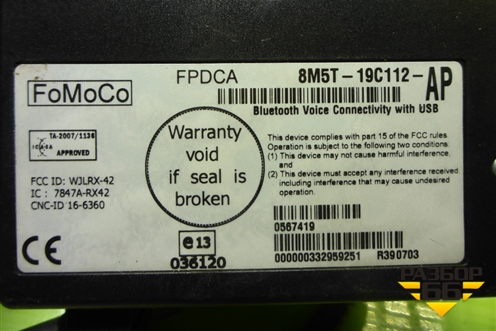 FPDCA
8M5T-19C112-AP
FoMoCo
Bluetooth Voice Connectivity with USB
TA-2007/1138
I.C.A.S.A
APPROVED
Warranty
void
if seal is
broken
This device complies with part 15 of the FCC rules.
Operation is subject to the following two conditions.
(1) This device may not cause harmful interference,
and
(2) This device must accept any interference received,
including interference that may cause undesired
operation.
FCC ID: WJLRX-42
IC : 7847A-RX42
CNC-ID 16-6360
0567419
CE
e13
036120
000000332959251
R390703
РАЗБОР
66